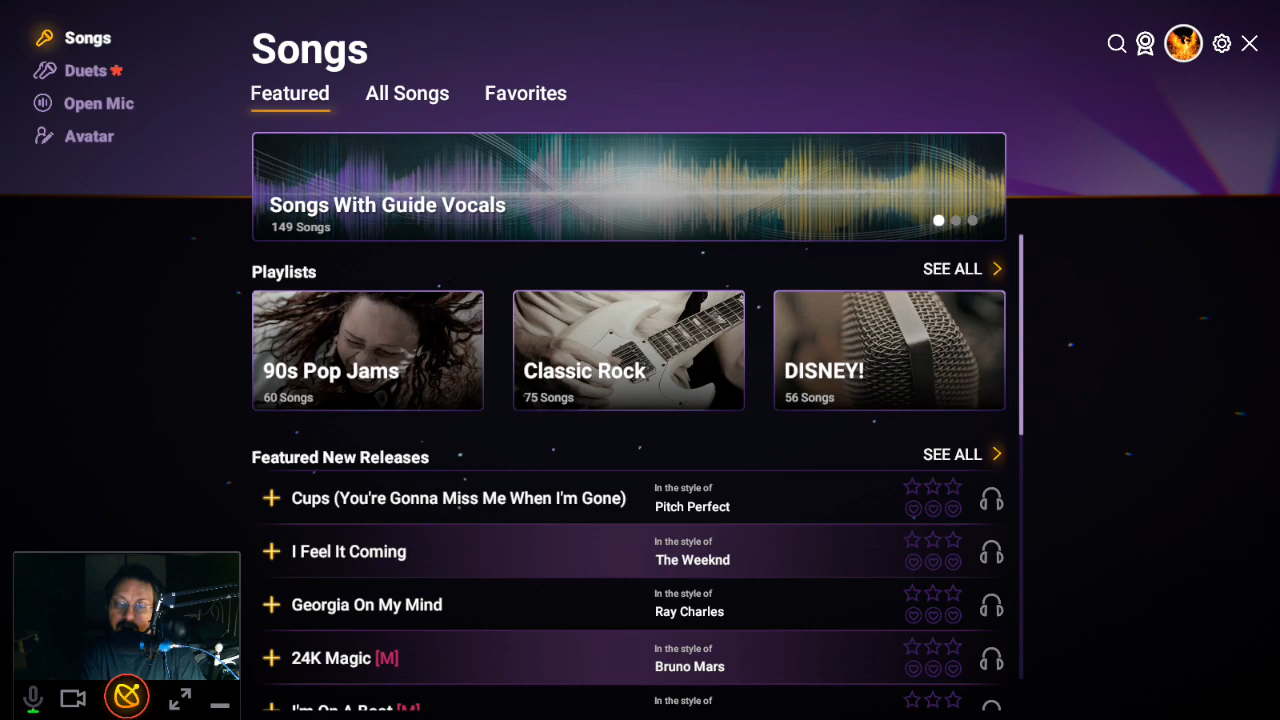 Songs
Duets *
Open Mic
Avatar
Songs
Featured
All Songs
Favorites
Songs With Guide Vocals
149 Songs
Playlists
SEE ALL
90s Pop Jams
60 Songs
Classic Rock
75 Songs
DISNEY!
56 Songs
Featured New Releases
SEE ALL
Cups (You're Gonna Miss Me When I'm Gone)
In the style of
Pitch Perfect
I Feel It Coming
In the style of
The Weeknd
Georgia On My Mind
In the style of
Ray Charles
24K Magic [M]
In the style of
Bruno Mars
I'm On A Boat [M]
In the style of